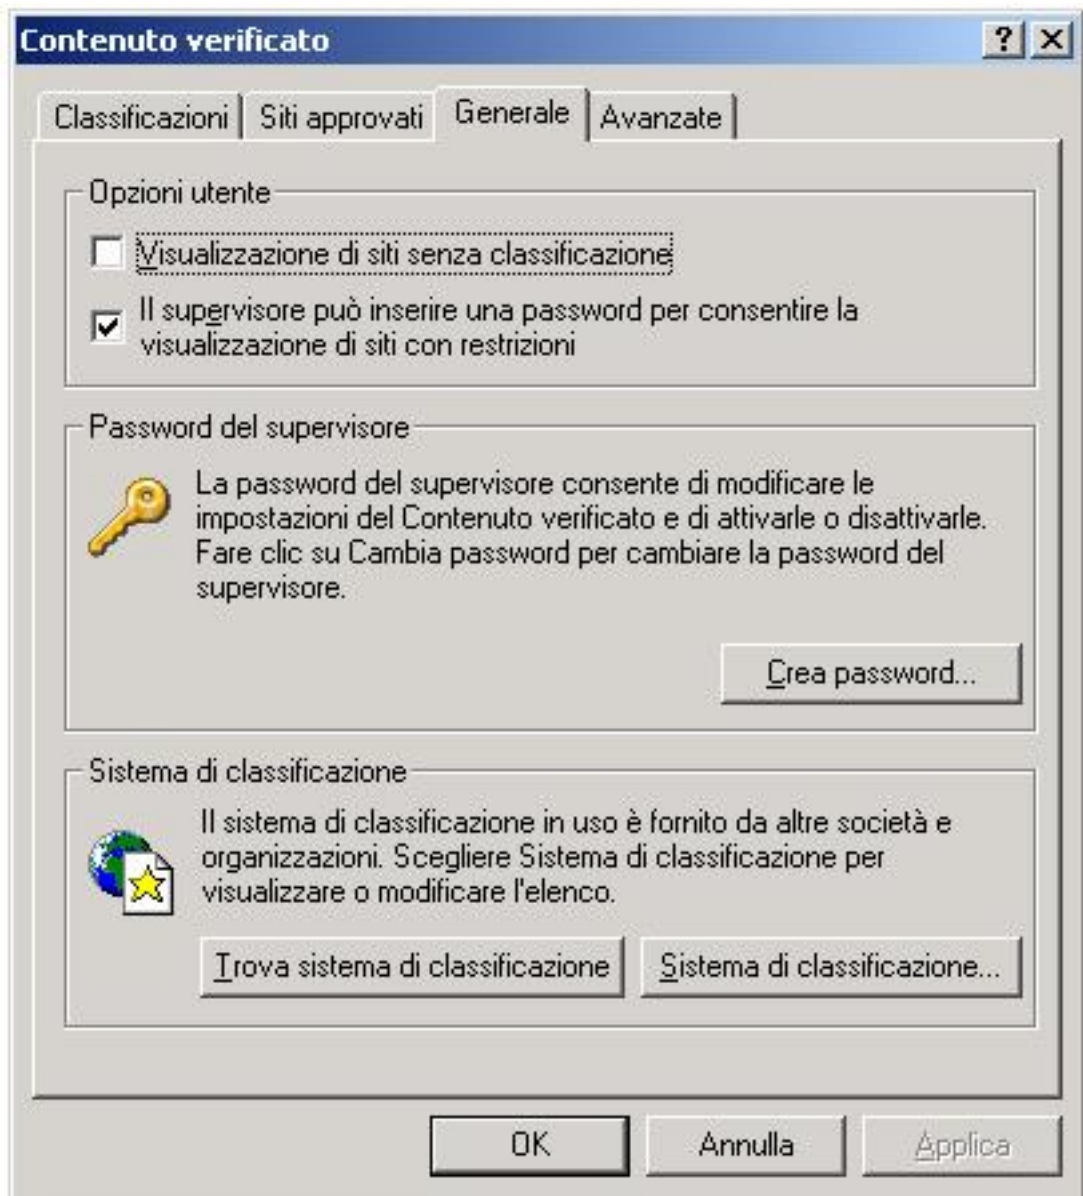 Contenuto verificato
Classificazioni Siti approvati Generale Avanzate
Opzioni utente
Visualizzazione di siti senza classificazione
Il supervisore può inserire una password per consentire la
visualizzazione di siti con restrizioni
Password del supervisore
La password del supervisore consente di modificare le
impostazioni del Contenuto verificato e di attivarle o disattivarle.
Fare clic su Cambia password per cambiare la password del
supervisore.
Crea password...
Sistema di classificazione
Il sistema di classificazione in uso è fornito da altre società e
organizzazioni. Scegliere Sistema di classificazione per
visualizzare o modificare l'elenco.
Trova sistema di classificazione Sistema di classificazione...
OK Annulla Applica